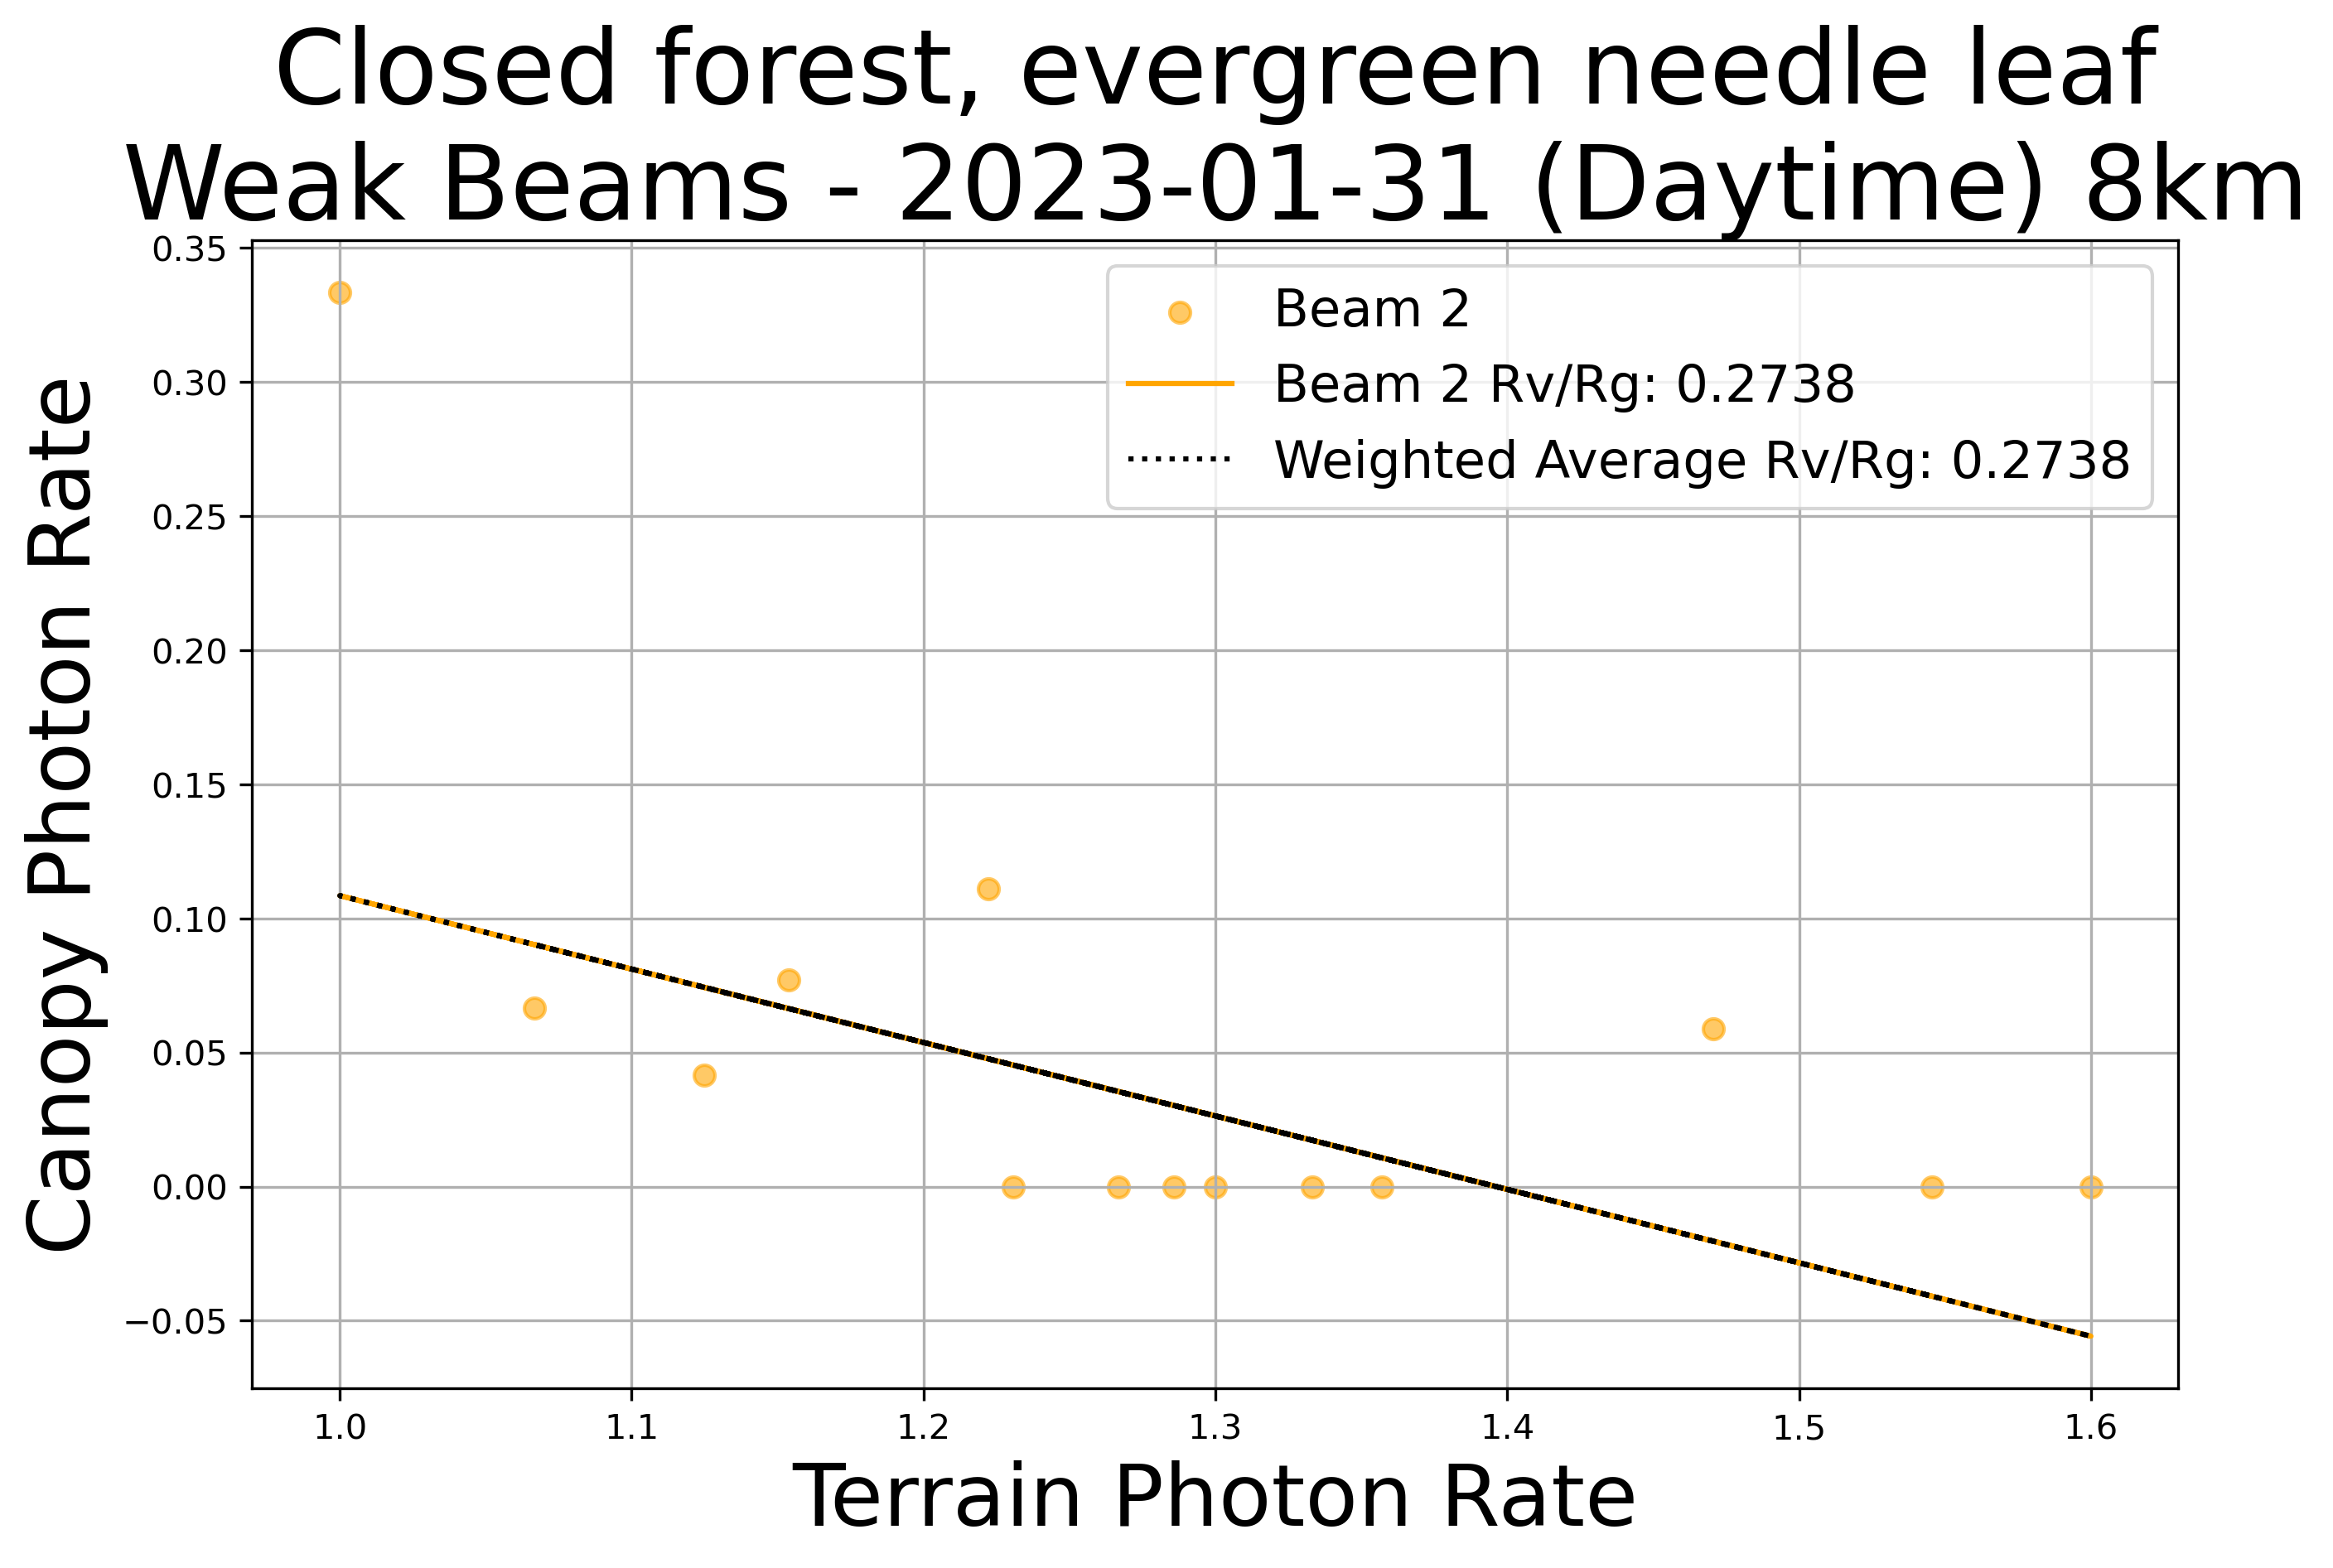 Closed forest, evergreen needle leaf
Weak Beams - 2023-01-31 (Daytime) 8km
Canopy Photon Rate
0.35
0.30
0.25
0.20
0.15
0.10
0.05
0.00
−0.05
Beam 2
Beam 2 Rv/Rg: 0.2738
Weighted Average Rv/Rg: 0.2738
1.0 1.1 1.2 1.3 1.4 1.5 1.6
Terrain Photon Rate